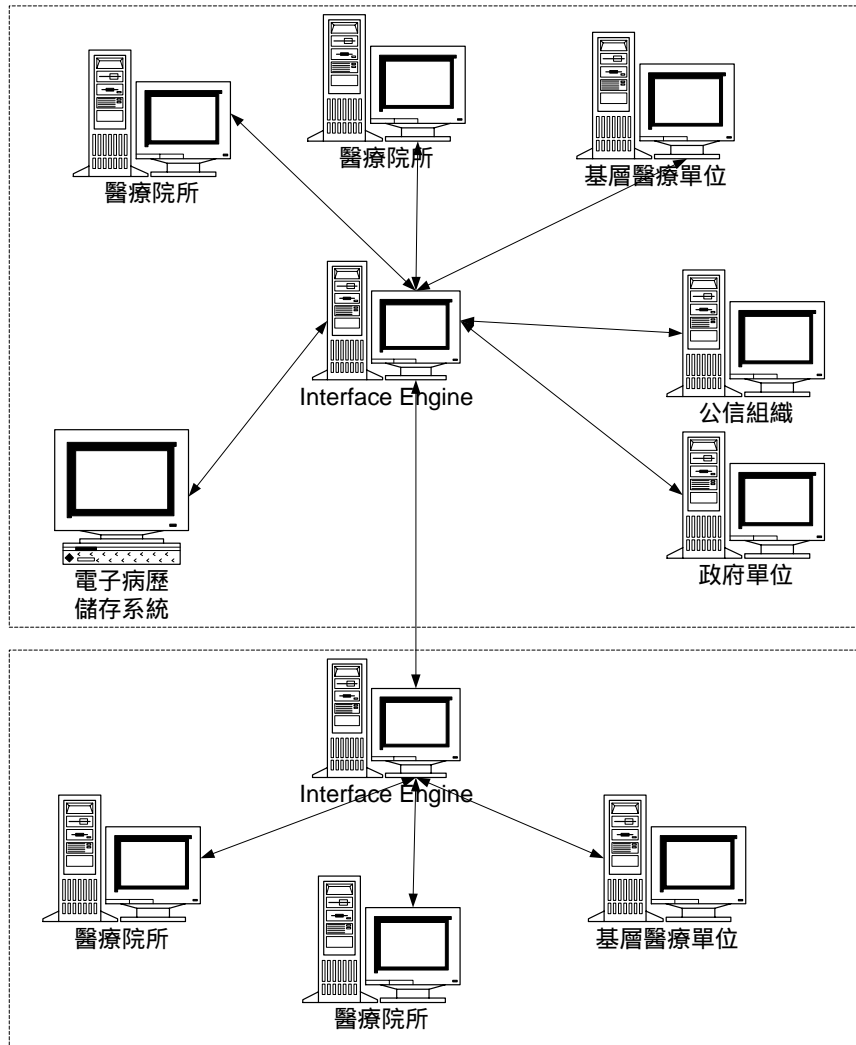 醫療院所
醫療院所
基層醫療單位
Interface Engine
公信組織
電子病歷
儲存系統
政府單位
Interface Engine
醫療院所
基層醫療單位
醫療院所